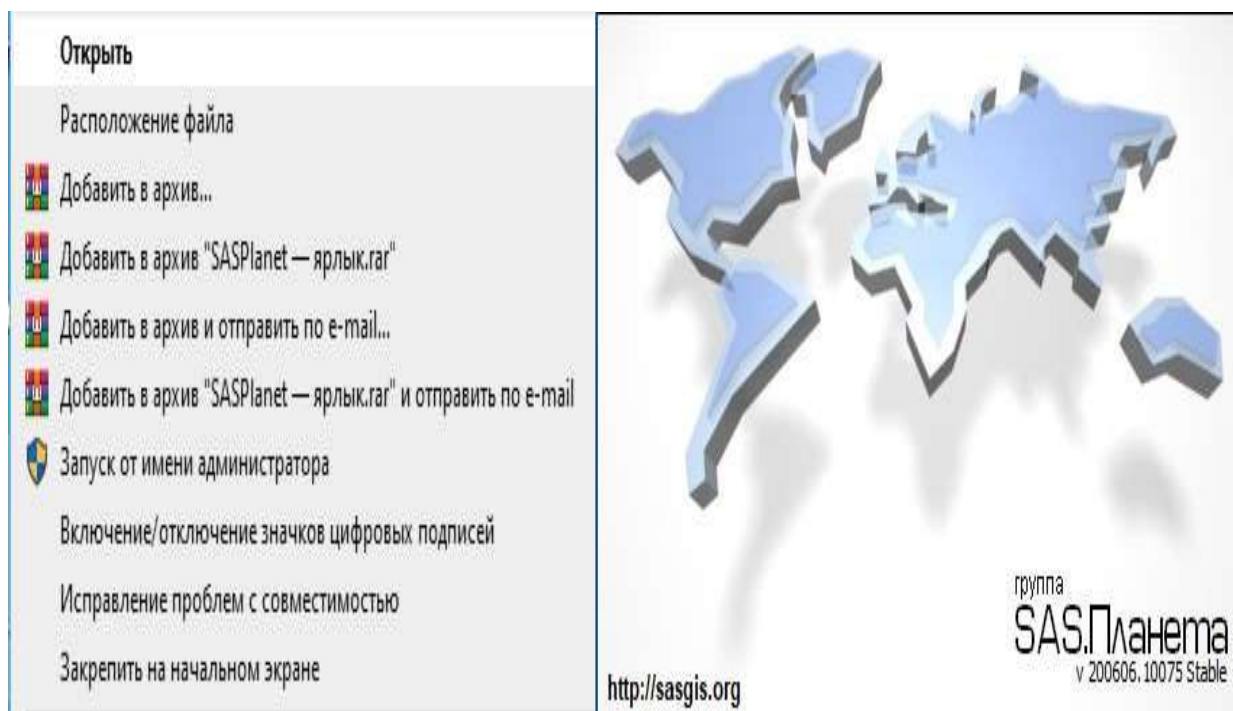 Открыть
Расположение файла
Добавить в архив...
Добавить в архив "SASPlanet — ярлык.rar"
Добавить в архив и отправить по e-mail...
Добавить в архив "SASPlanet — ярлык.rar" и отправить по e-mail
Запуск от имени администратора
Включение/отключение значков цифровых подписей
Исправление проблем с совместимостью
Закрепить на начальном экране
группа
SAS.Планета
v 200606.10075 Stable
http://sasgis.org